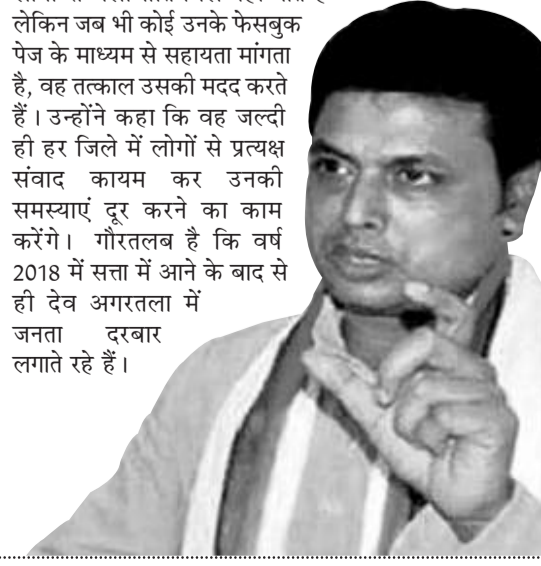 लेकिन जब भी कोई उनके फेसबुक
पेज के माध्यम से सहायता मांगता
है, वह तत्काल उसकी मदद करते
हैं। उन्होंने कहा कि वह जल्दी
ही हर जिले में लोगों से प्रत्यक्ष
संवाद कायम कर उनकी
समस्याएं दूर करने का काम
करेंगे। गौरतलब है कि वर्ष
2018 में सत्ता में आने के बाद से
ही देव अगरतला में
जनता दरबार
लगाते रहे हैं।